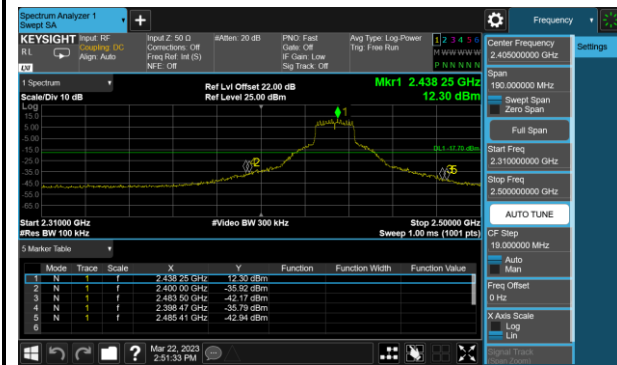 Spectrum Analyzer 1
Swept SA
Frequency
KEYSIGHT Input: RF Input Z: 50 Ω #Atten: 20 dB PNO: Fast Avg Type: Log-Power 1 2 3 4 5 6
RL Coupling: DC Corrections: Off Gate: Off Trig: Free Run M W W W W W
Align: Auto Freq Ref: Int (S) IF Gain: Low P N N N N N
NFE: Off Sig Track: Off
Settings
1 Spectrum Ref Lvl Offset 22.00 dB Mkr1 2.438 25 GHz
Scale/Div 10 dB Ref Level 25.00 dBm 12.30 dBm
Log
15.0
5.00
-5.00
-15.0
DL1 -17.70 dBm
-25.0
-35.0
-45.0
-55.0
-65.0
1
2
5
Start 2.31000 GHz #Video BW 300 kHz Stop 2.50000 GHz
#Res BW 100 kHz Sweep 1.00 ms (1001 pts)
5 Marker Table
Mode Trace Scale X Y Function Function Width Function Value
1 N 1 f 2.438 25 GHz 12.30 dBm
2 N 1 f 2.400 00 GHz -35.92 dBm
3 N 1 f 2.483 50 GHz -42.17 dBm
4 N 1 f 2.398 47 GHz -35.79 dBm
5 N 1 f 2.485 41 GHz -42.94 dBm
6
Mar 22, 2023
2:51:33 PM
Center Frequency
2.405000000 GHz
Span
190.000000 MHz
Swept Span
Zero Span
Full Span
Start Freq
2.310000000 GHz
Stop Freq
2.500000000 GHz
AUTO TUNE
CF Step
19.000000 MHz
Auto
Man
Freq Offset
0 Hz
X Axis Scale
Log
Lin
Signal Track
(Span Zoom)